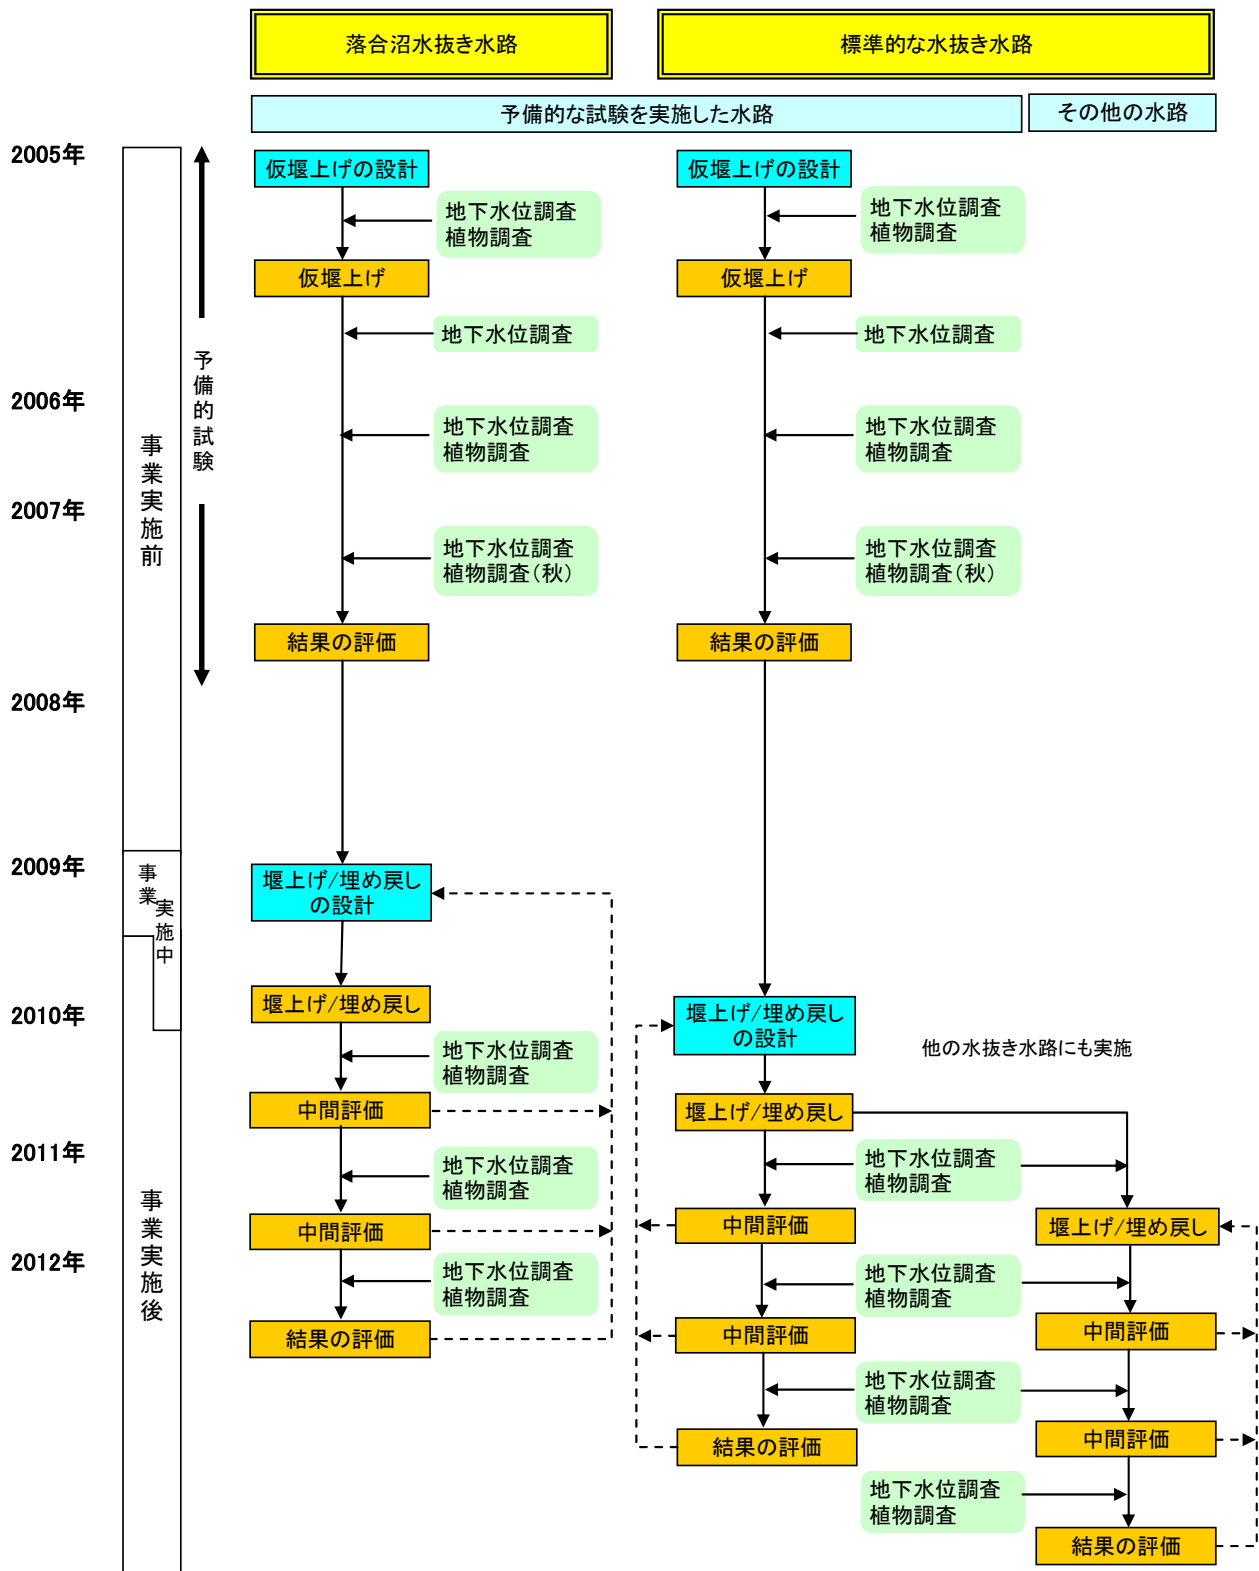 落合沼水抜き水路
標準的な水抜き水路
予備的な試験を実施した水路
その他の水路
2005年
仮堰上げの設計
仮堰上げの設計
地下水位調査
植物調査
地下水位調査
植物調査
仮堰上げ
仮堰上げ
地下水位調査
地下水位調査
予備的試験
2006年
地下水位調査
植物調査
地下水位調査
植物調査
事業実施前
2007年
地下水位調査
植物調査(秋)
地下水位調査
植物調査(秋)
結果の評価
結果の評価
2008年
2009年
事業
実施中
堰上げ/埋め戻し
の設計
2010年
堰上げ/埋め戻し
堰上げ/埋め戻し
の設計
他の水抜き水路にも実施
地下水位調査
植物調査
中間評価
堰上げ/埋め戻し
2011年
地下水位調査
植物調査
地下水位調査
植物調査
事業実施後
中間評価
中間評価
堰上げ/埋め戻し
2012年
地下水位調査
植物調査
地下水位調査
植物調査
結果の評価
中間評価
中間評価
地下水位調査
植物調査
結果の評価
中間評価
地下水位調査
植物調査
結果の評価